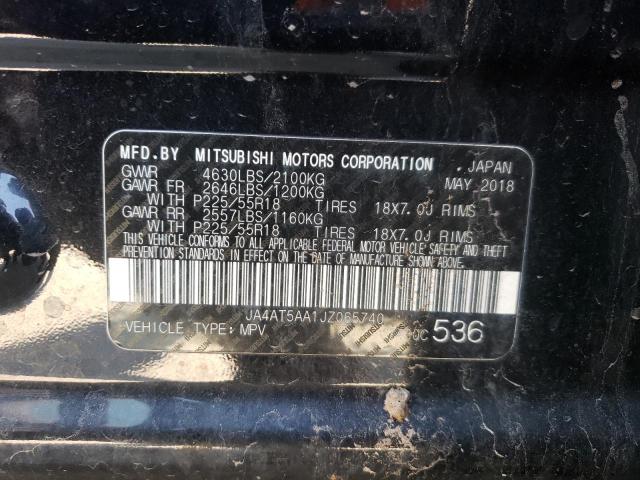 MFD.BY MITSUBISHI MOTORS CORPORATION JAPAN
GVWR 4630LBS/2100KG MAY 2018
GAWR FR 2646LBS/1200KG
WITH P225/55R18 TIRES 18X7.0J RIMS
GAWR RR 2557LBS/1160KG
WITH P225/55R18 TIRES 18X7.0J RIMS
THIS VEHICLE CONFORMS TO ALL APPLICABLE FEDERAL MOTOR VEHICLE SAFETY AND THEFT
PREVENTION STANDARDS IN EFFECT ON THE DATE OF MANUFACTURE SHOWN ABOVE.
JA4AT5AA1JZ065740
VEHICLE TYPE: MPV OC 536